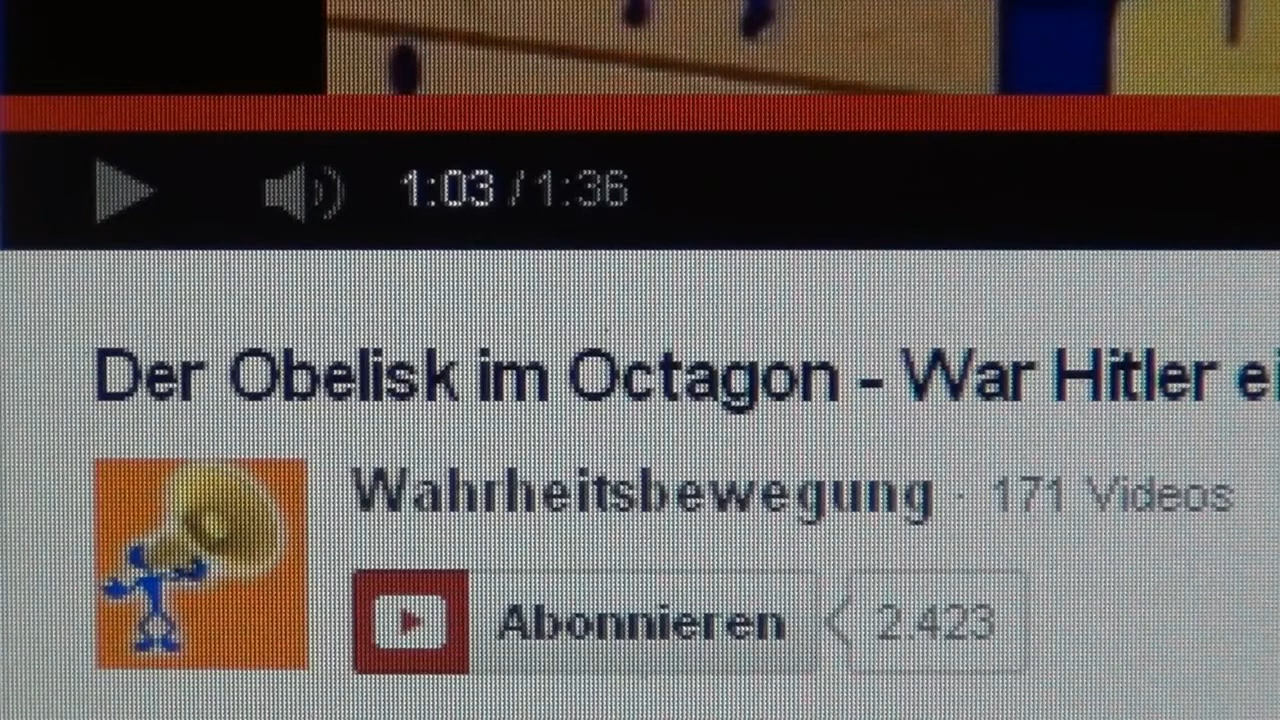 1:03 / 1:36
Der Obelisk im Octagon - War Hitler
Wahrheitsbewegung · 171 Videos
Abonnieren 2.423